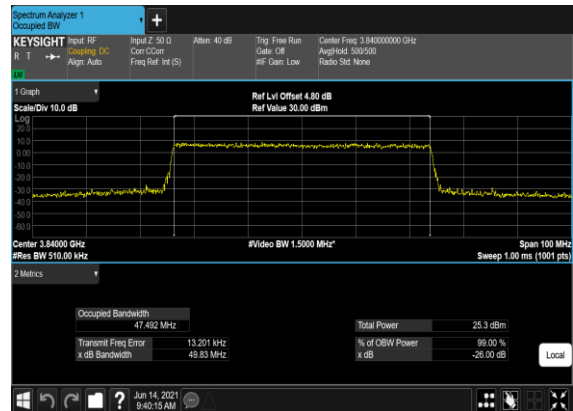 Spectrum Analyzer 1
Occupied BW
+
KEYSIGHT
R T
LXI
Input: RF
Coupling: DC
Align: Auto
Input Z: 50 Ω
Corr CCorr
Freq Ref: Int (S)
Atten: 40 dB
Trig: Free Run
Gate: Off
#IF Gain: Low
Center Freq: 3.840000000 GHz
Avg|Hold: 500/500
Radio Std: None
1 Graph
Scale/Div 10.0 dB
Ref Lvl Offset 4.80 dB
Ref Value 30.00 dBm
Log
20.0
10.0
0.00
-10.0
-20.0
-30.0
-40.0
-50.0
-60.0
Center 3.84000 GHz
#Res BW 510.00 kHz
#Video BW 1.5000 MHz*
Span 100 MHz
Sweep 1.00 ms (1001 pts)
2 Metrics
Occupied Bandwidth
47.492 MHz
Total Power 25.3 dBm
Transmit Freq Error 13.201 kHz
% of OBW Power 99.00 %
x dB Bandwidth 49.83 MHz
x dB -26.00 dB
Local
?
Jun 14, 2021
9:40:15 AM